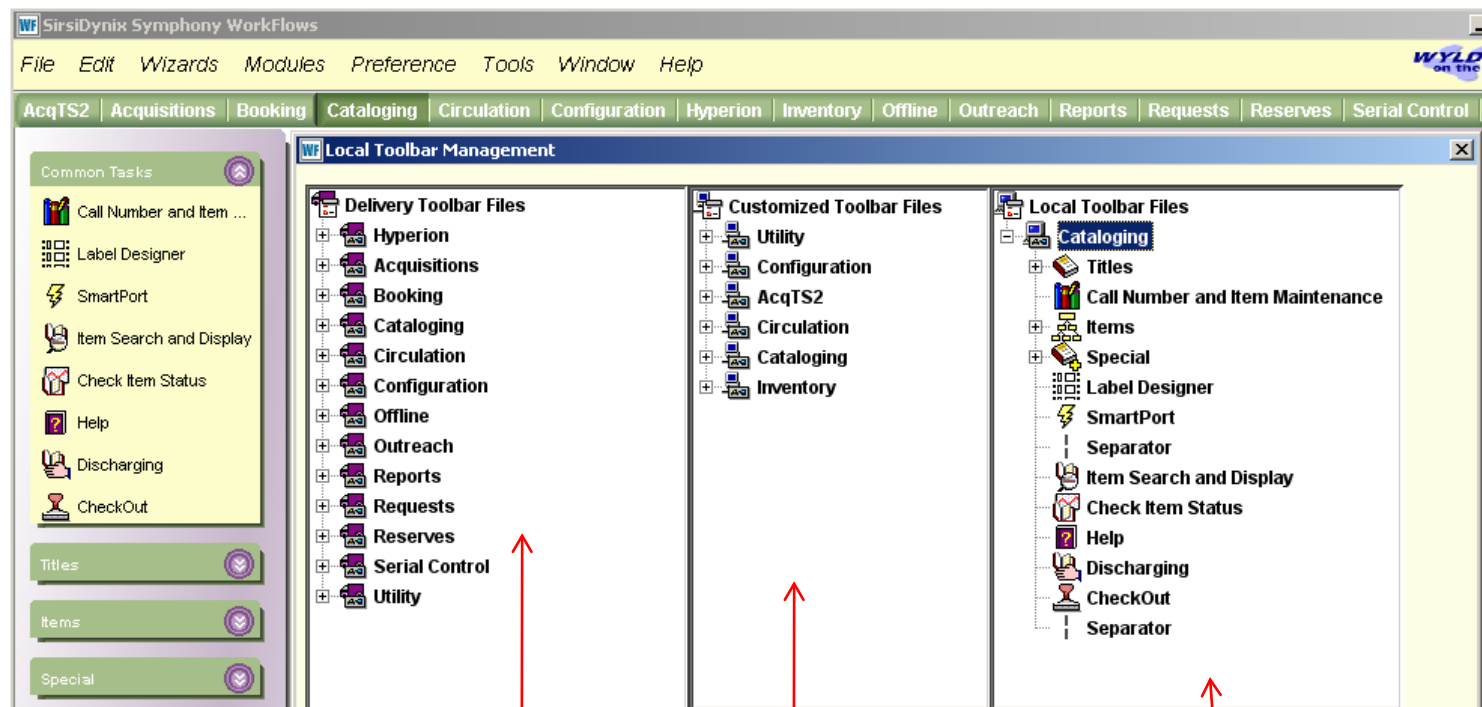 WF SirsiDynix Symphony WorkFlows
File Edit Wizards Modules Preference Tools Window Help
WYLD
on the
AcqTS2 Acquisitions Booking Cataloging Circulation Configuration Hyperion Inventory Offline Outreach Reports Requests Reserves Serial Control
Common Tasks
Call Number and Item ...
Label Designer
SmartPort
Item Search and Display
Check Item Status
Help
Discharging
CheckOut
Titles
Items
Special
WF Local Toolbar Management
Delivery Toolbar Files
Hyperion
Acquisitions
Booking
Cataloging
Circulation
Configuration
Offline
Outreach
Reports
Requests
Reserves
Serial Control
Utility
Customized Toolbar Files
Utility
Configuration
AcqTS2
Circulation
Cataloging
Inventory
Local Toolbar Files
Cataloging
Titles
Call Number and Item Maintenance
Items
Special
Label Designer
SmartPort
Separator
Item Search and Display
Check Item Status
Help
Discharging
CheckOut
Separator